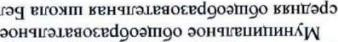 Муниципальное общеобразовательное
средняя общеобразовательная школа